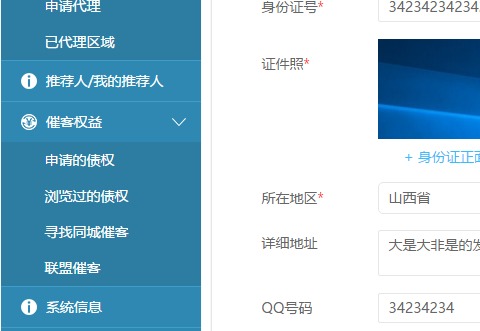 申请代理
已代理区域
推荐人/我的推荐人
催客权益
申请的债权
浏览过的债权
寻找同城催客
联盟催客
系统信息
身份证号*
34234234234
证件照*
+ 身份证正面
所在地区*
山西省
详细地址
大是大非是的发
QQ号码
34234234